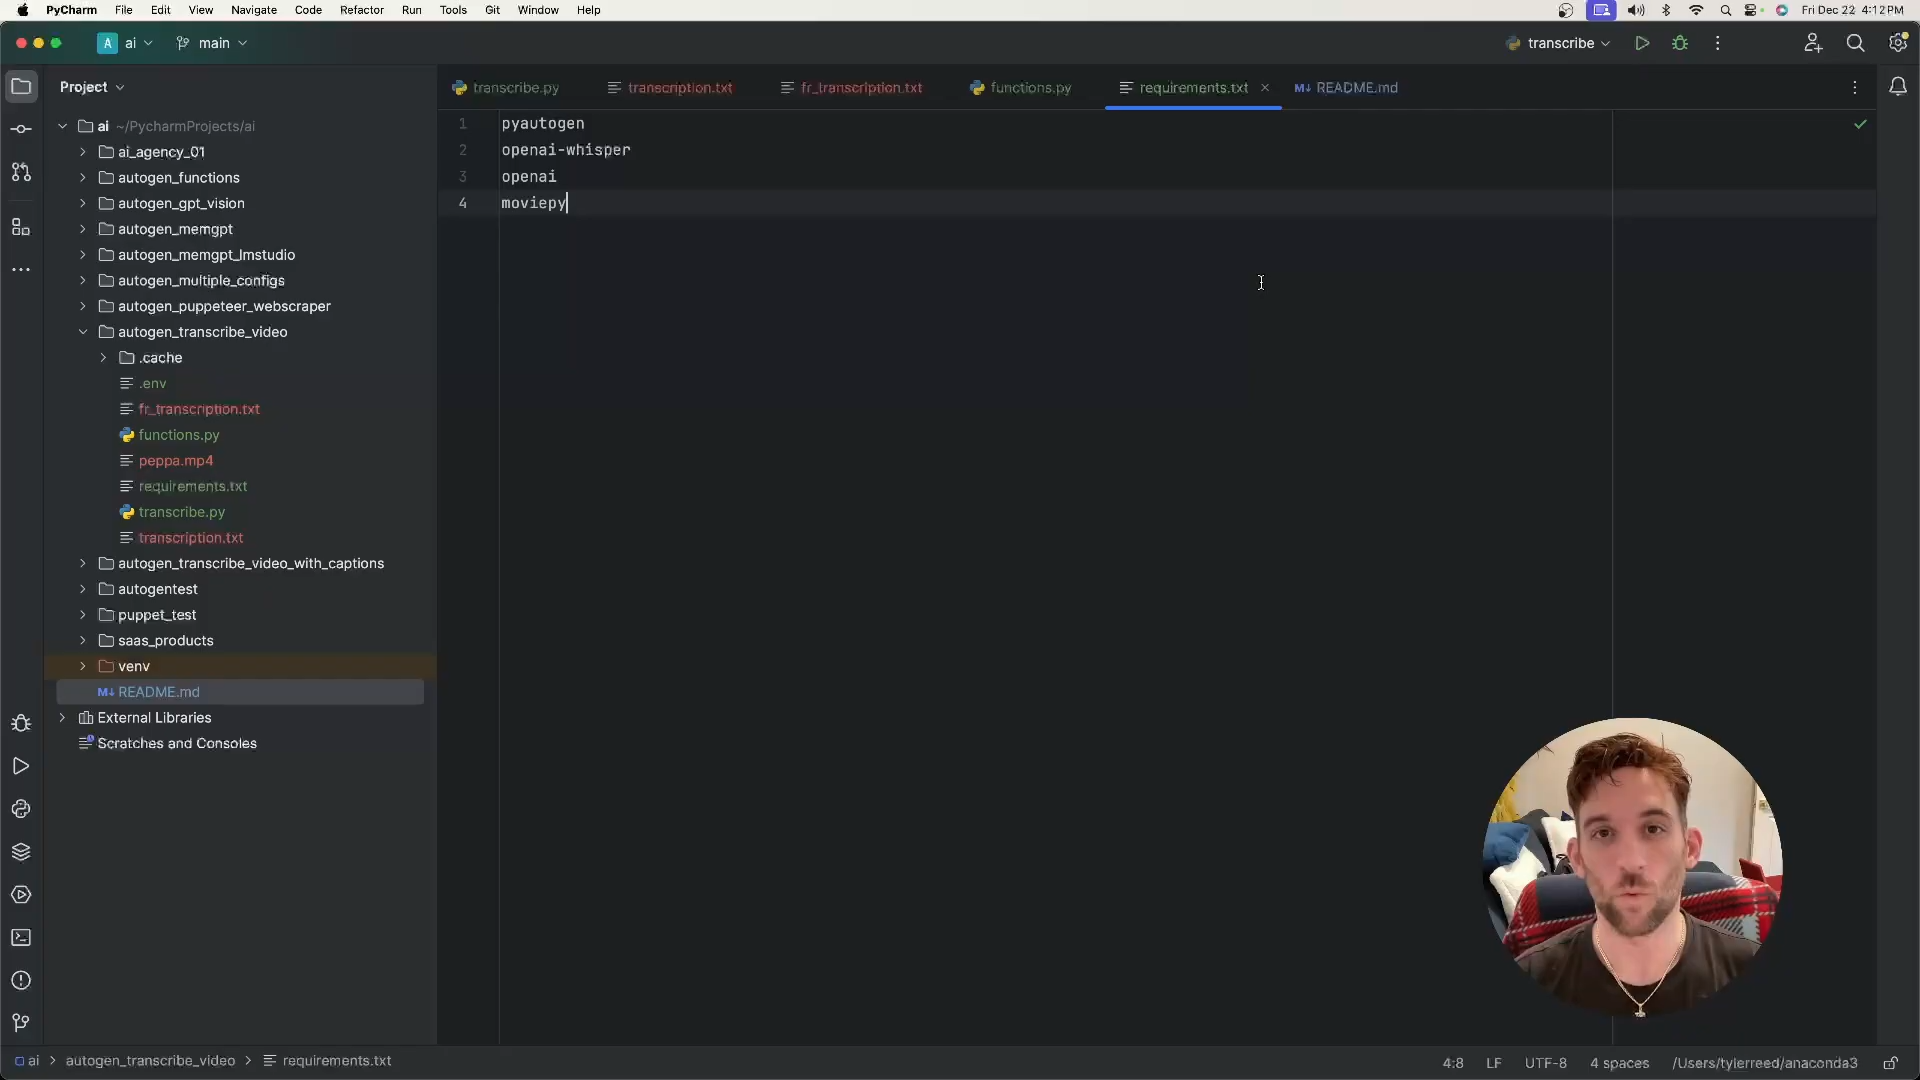 PyCharm File Edit View Navigate Code Refactor Run Tools Git Window Help Fri Dec 22 4:12 PM
A ai main transcribe
Project
transcribe.py transcription.txt fr_transcription.txt functions.py requirements.txt M↓ README.md
1 pyautogen
2 openai-whisper
3 openai
4 moviepy
ai ~/PycharmProjects/ai
ai_agency_01
autogen_functions
autogen_gpt_vision
autogen_memgpt
autogen_memgpt_lmstudio
autogen_multiple_configs
autogen_puppeteer_webscraper
autogen_transcribe_video
.cache
.env
fr_transcription.txt
functions.py
peppa.mp4
requirements.txt
transcribe.py
transcription.txt
autogen_transcribe_video_with_captions
autogentest
puppet_test
saas_products
venv
M↓ README.md
External Libraries
Scratches and Consoles
ai > autogen_transcribe_video > requirements.txt
4:8 LF UTF-8 4 spaces /Users/tylerreed/anaconda3